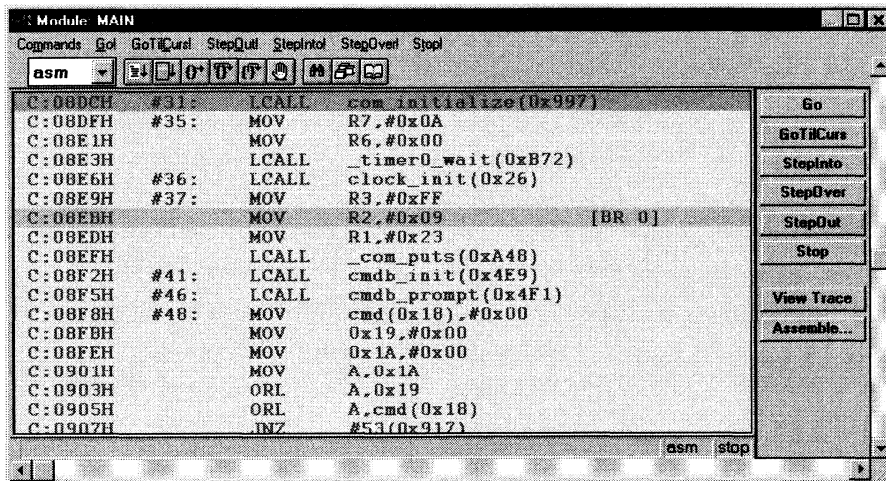 Module: MAIN
Commands Go! GoTilCurs! StepOut! StepInto! StepOver! Stop!
asm
C:08DCH #31: LCALL com_initialize(0x997)
C:08DFH #35: MOV R7,#0x0A
C:08E1H MOV R6,#0x00
C:08E3H LCALL _timer0_wait(0xB72)
C:08E6H #36: LCALL clock_init(0x26)
C:08E9H #37: MOV R3,#0xFF
C:08EBH MOV R2,#0x09 [BR 0]
C:08EDH MOV R1,#0x23
C:08EFH LCALL _com_puts(0xA48)
C:08F2H #41: LCALL cmdb_init(0x4E9)
C:08F5H #46: LCALL cmdb_prompt(0x4F1)
C:08F8H #48: MOV cmd(0x18),#0x00
C:08FBH MOV 0x19,#0x00
C:08FEH MOV 0x1A,#0x00
C:0901H MOV A,0x1A
C:0903H ORL A,0x19
C:0905H ORL A,cmd(0x18)
C:0907H JNZ #53(0x917)
Go
GoTilCurs
StepInto
StepOver
StepOut
Stop
View Trace
Assemble...
asm stop